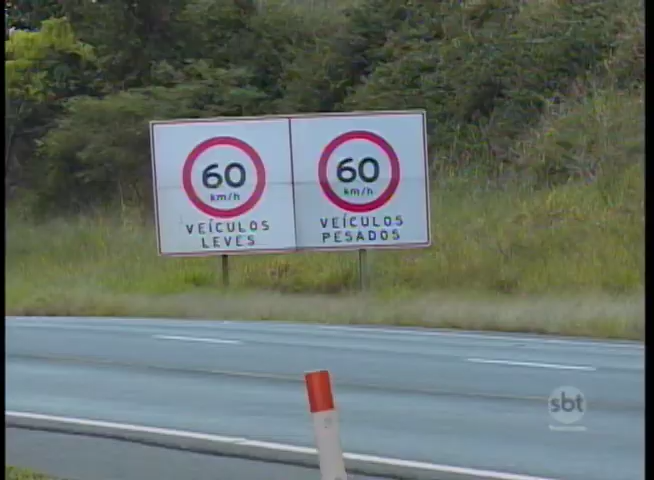 60
km/h
VEÍCULOS
LEVES
60
km/h
VEÍCULOS
PESADOS
sbt